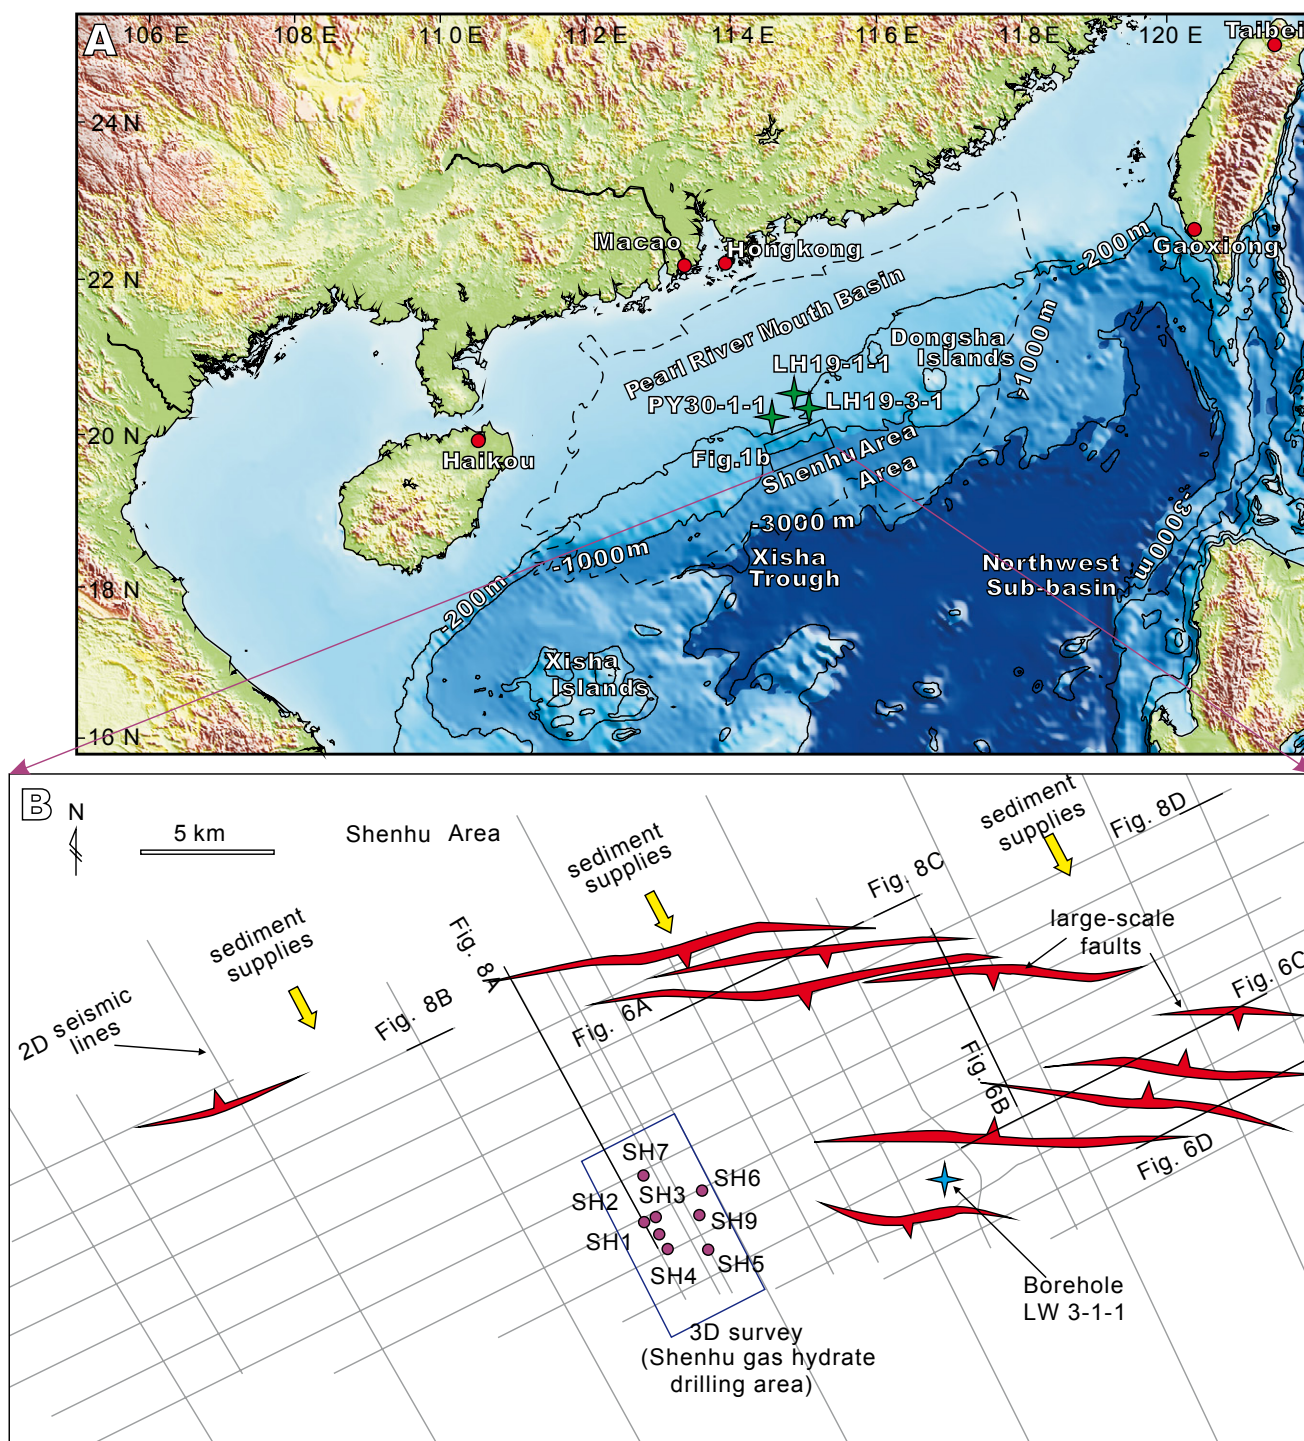 A
106 E
108 E
110 E
112 E
114 E
116 E
118 E
120 E
Taibei
24 N
Macao
Hongkong
-200m
Gaoxiong
22 N
Pearl River Mouth Basin
Dongsha
Islands
-1000m
LH19-1-1
PY30-1-1
LH19-3-1
20 N
Haikou
Fig.1b
Shenhu Area
Area
-3000 m
-3000m
-1000m
Xisha
Trough
Northwest
Sub-basin
18 N
-200m
Xisha
Islands
16 N
B
N
5 km
Shenhu Area
sediment
supplies
sediment
supplies
sediment
supplies
Fig. 8D
Fig. 8C
large-scale
faults
Fig. 8A
Fig. 6C
2D seismic
lines
Fig. 8B
Fig. 6A
Fig. 6B
Fig. 6D
SH7
SH6
SH2
SH3
SH9
SH1
SH4
SH5
Borehole
LW 3-1-1
3D survey
(Shenhu gas hydrate
drilling area)